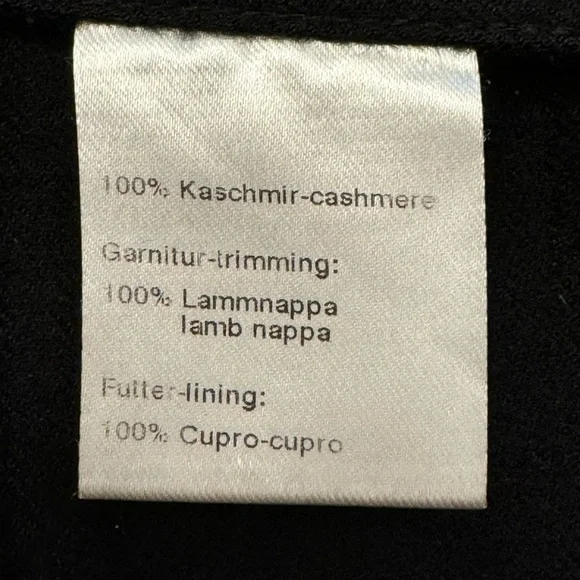 100% Kaschmir-cashmere
Garnitur-trimming:
100% Lammnappa
lamb nappa
Futter-lining:
100% Cupro-cupro